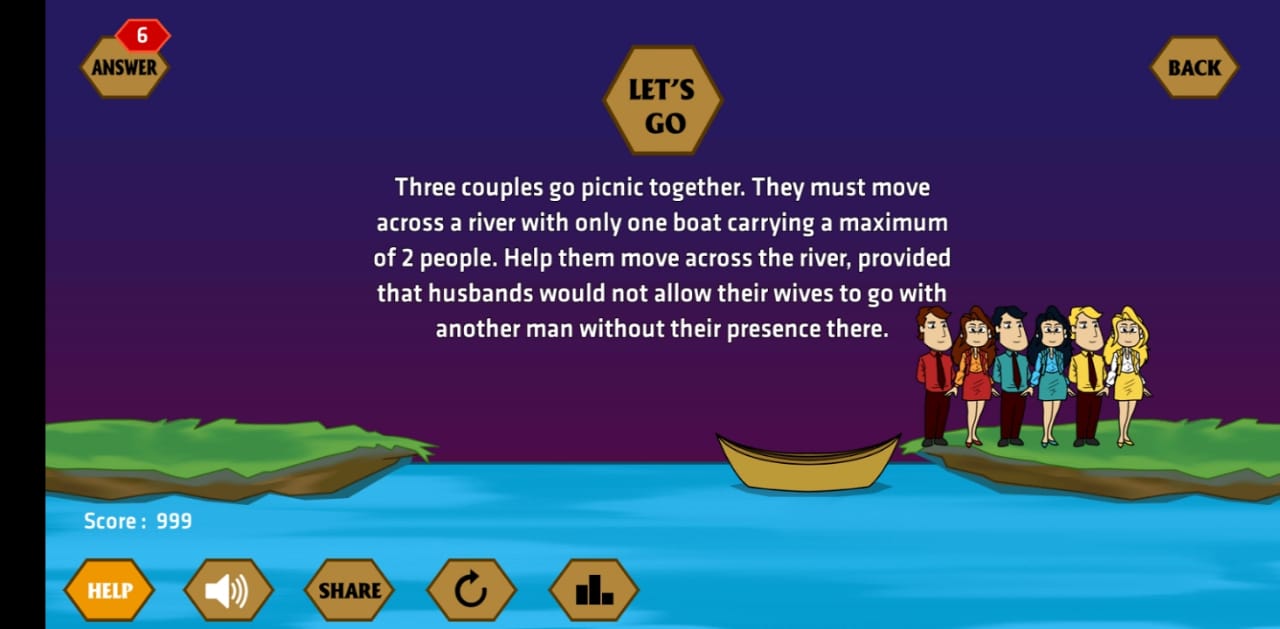 6
ANSWER
LET'S
GO
BACK
Three couples go picnic together. They must move
across a river with only one boat carrying a maximum
of 2 people. Help them move across the river, provided
that husbands would not allow their wives to go with
another man without their presence there.
Score : 999
HELP
SHARE